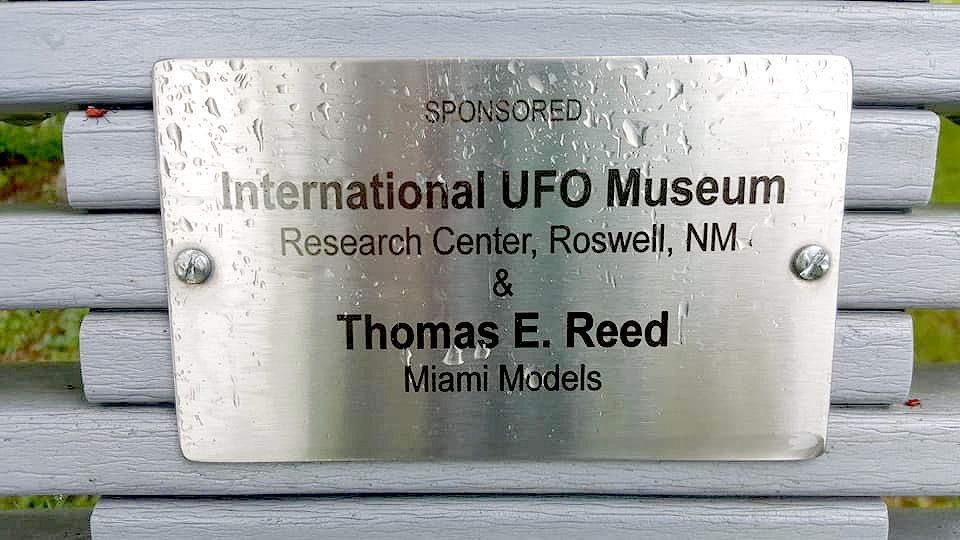 SPONSORED
International UFO Museum
Research Center, Roswell, NM
&
Thomas E. Reed
Miami Models